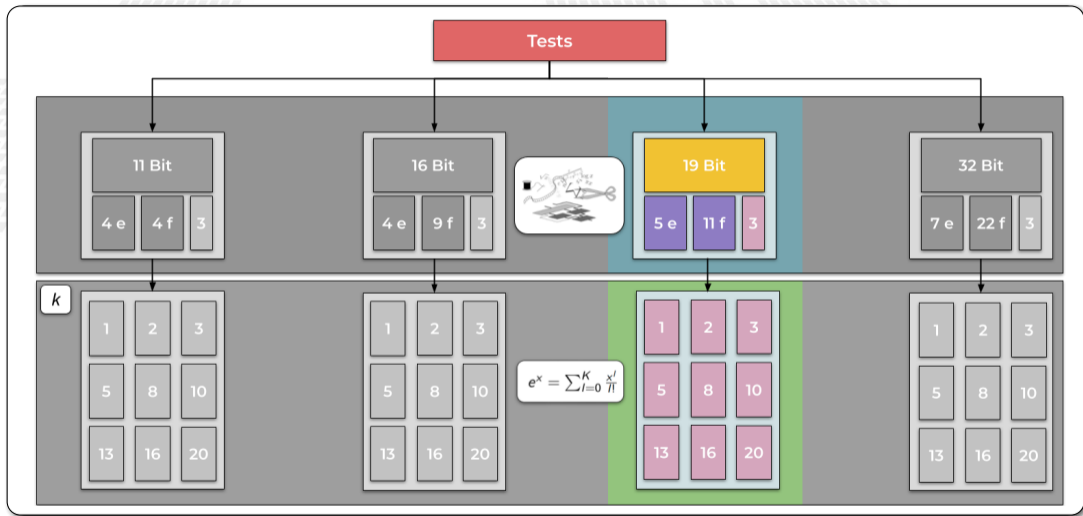 Tests
11 Bit
4 e 4 f 3
16 Bit
4 e 9 f 3
19 Bit
5 e 11 f 3
32 Bit
7 e 22 f 3
k
1 2 3
5 8 10
13 16 20
1 2 3
5 8 10
13 16 20
e^x = ∑_{l=0}^{K} x^l/l!
1 2 3
5 8 10
13 16 20
1 2 3
5 8 10
13 16 20